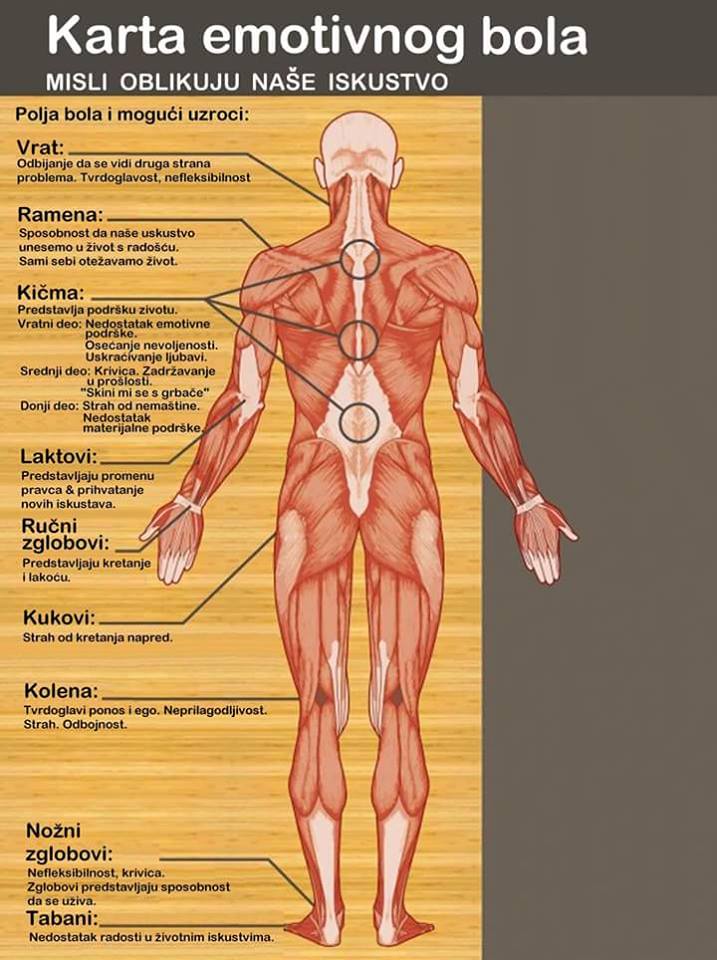 Karta emotivnog bola
MISLI OBLIKUJU NAŠE ISKUSTVO
Polja bola i mogući uzroci:
Vrat:
Odbijanje da se vidi druga strana
problema. Tvrdoglavost, nefleksibilnost
Ramena:
Sposobnost da naše uskustvo
unesemo u život s radošću.
Sami sebi otežavamo život.
Kičma:
Predstavlja podršku zivotu.
Vratni deo: Nedostatak emotivne
podrške.
Osećanje nevoljenosti.
Uskraćivanje ljubavi.
Srednji deo: Krivica. Zadržavanje
u prošlosti.
"Skini mi se s grbače"
Donji deo: Strah od nemaštine.
Nedostatak
materijalne podrške
Laktovi:
Predstavljaju promenu
pravca & prihvatanje
novih iskustava.
Ručni
zglobovi:
Predstavljaju kretanje
i lakoću.
Kukovi:
Strah od kretanja napred.
Kolena:
Tvrdoglavi ponos i ego. Neprilagodljivost.
Strah. Odbojnost.
Nožni
zglobovi:
Nefleksibilnost, krivica.
Zglobovi predstavljaju sposobnost
da se uživa.
Tabani:
Nedostatak radosti u životnim iskustvima.